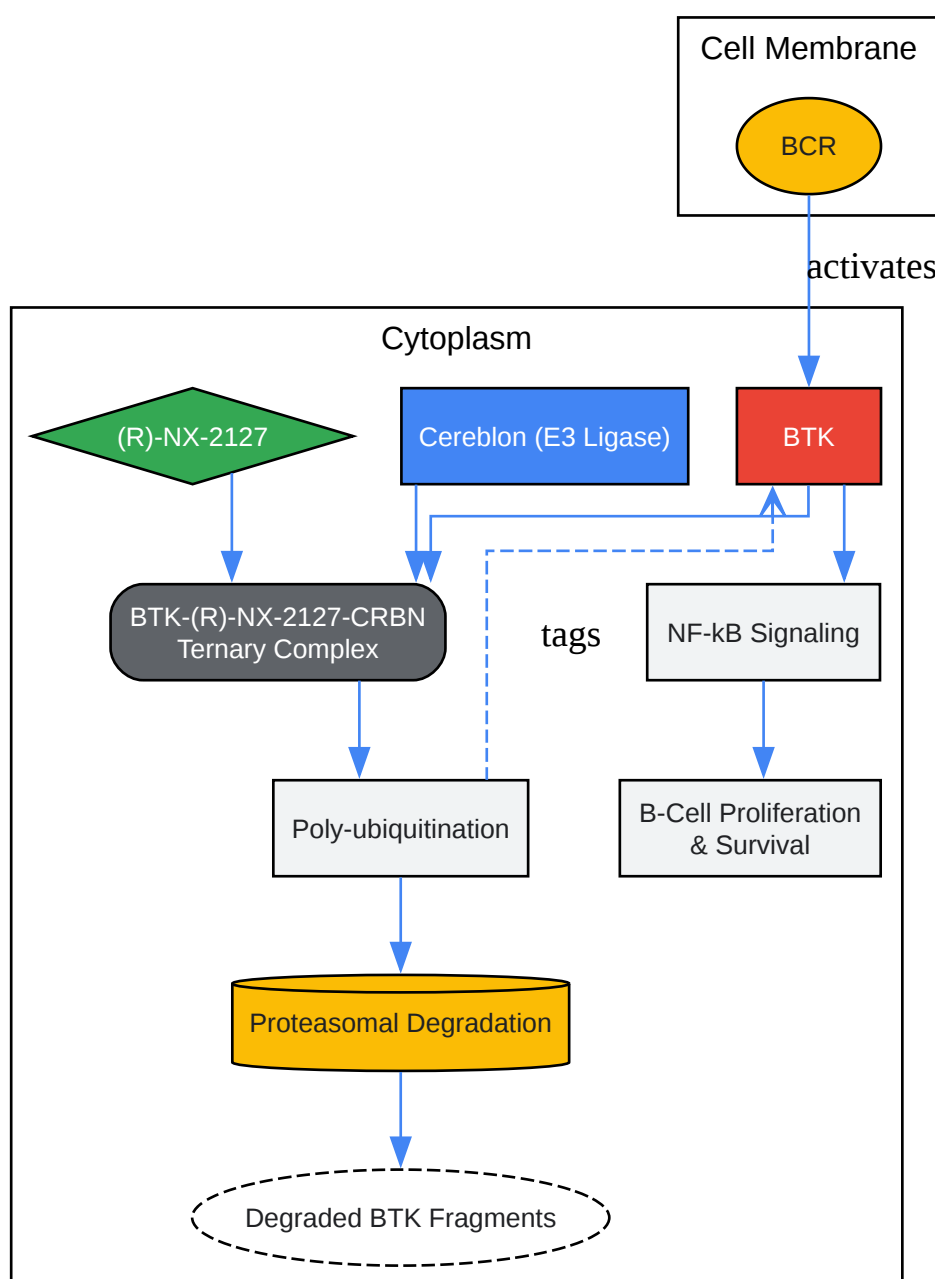 Cell Membrane
BCR
activates
Cytoplasm
(R)-NX-2127
Cereblon (E3 Ligase)
BTK
BTK-(R)-NX-2127-CRBN
Ternary Complex
tags
NF-kB Signaling
Poly-ubiquitination
B-Cell Proliferation
& Survival
Proteasomal Degradation
Degraded BTK Fragments